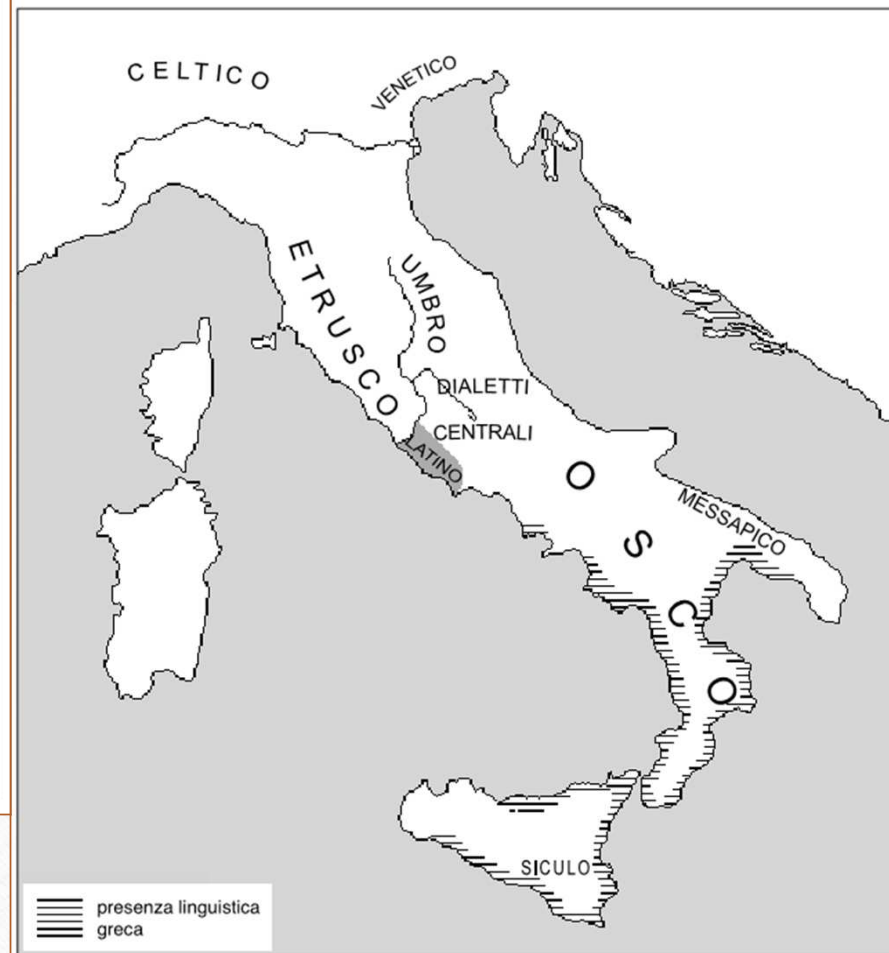 CELTICO
VENETICO
ETRUSCO
UMBRO
DIALETTI
CENTRALI
LATINO
OSCO
MESSAPICO
SICULO
presenza linguistica
greca